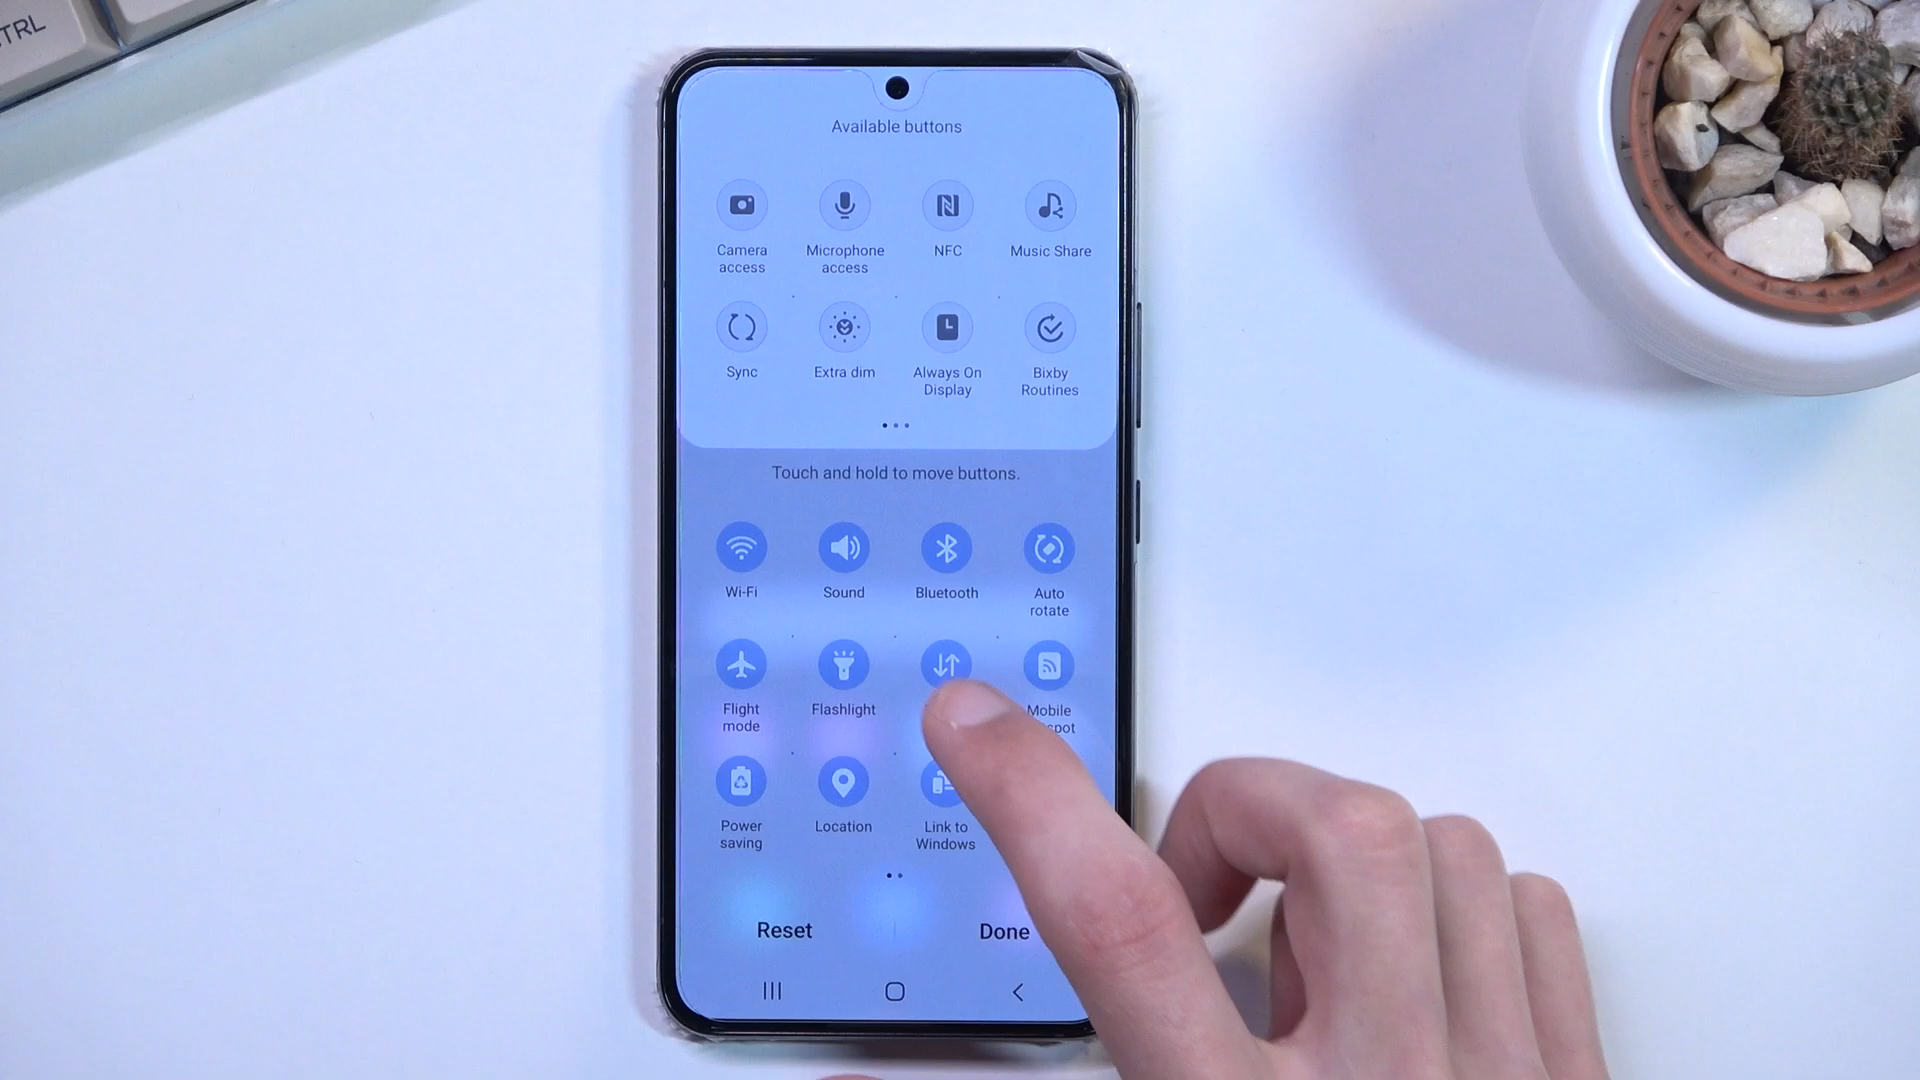 TRL
Available buttons
Camera access
Microphone access
NFC
Music Share
Sync
Extra dim
Always On Display
Bixby Routines
Touch and hold to move buttons.
Wi-Fi
Sound
Bluetooth
Auto rotate
Flight mode
Flashlight
Mobile
spot
Power saving
Location
Link to Windows
Reset
Done